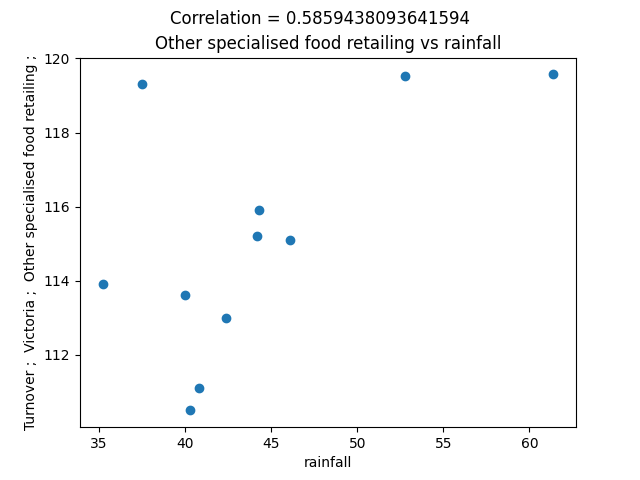 Correlation = 0.5859438093641594
Other specialised food retailing vs rainfall
Turnover ;  Victoria ;  Other specialised food retailing ;
120
118
116
114
112
35
40
45
50
55
60
rainfall